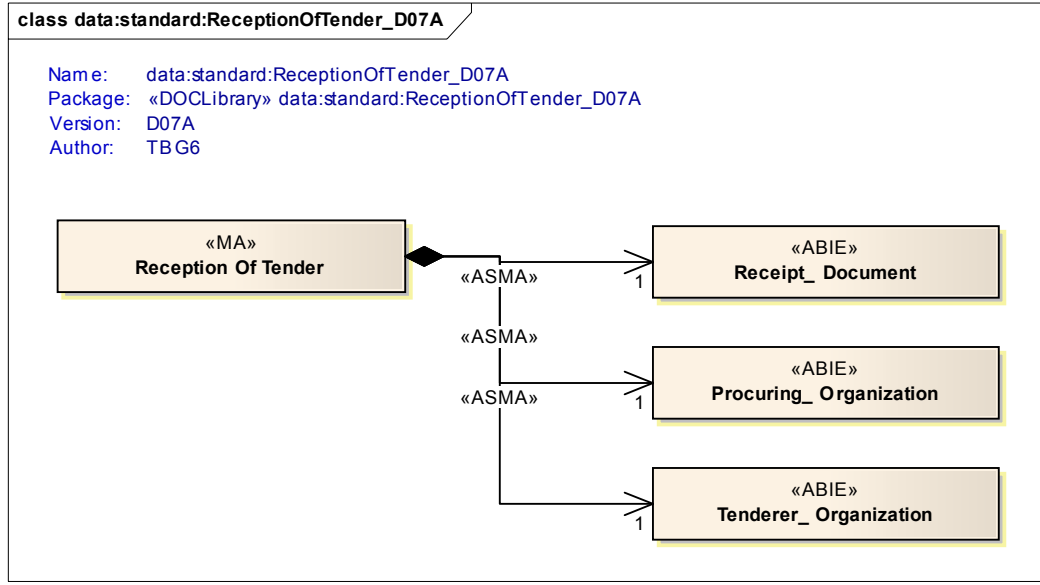 class data:standard:ReceptionOfTender_D07A
Name: data:standard:ReceptionOfTender_D07A
Package: «DOCLibrary» data:standard:ReceptionOfTender_D07A
Version: D07A
Author: TBG6
«MA»
Reception Of Tender
«ABIE»
Receipt_ Document
«ASMA»
1
«ASMA»
«ABIE»
Procuring_ Organization
1
«ASMA»
«ABIE»
Tenderer_ Organization
1